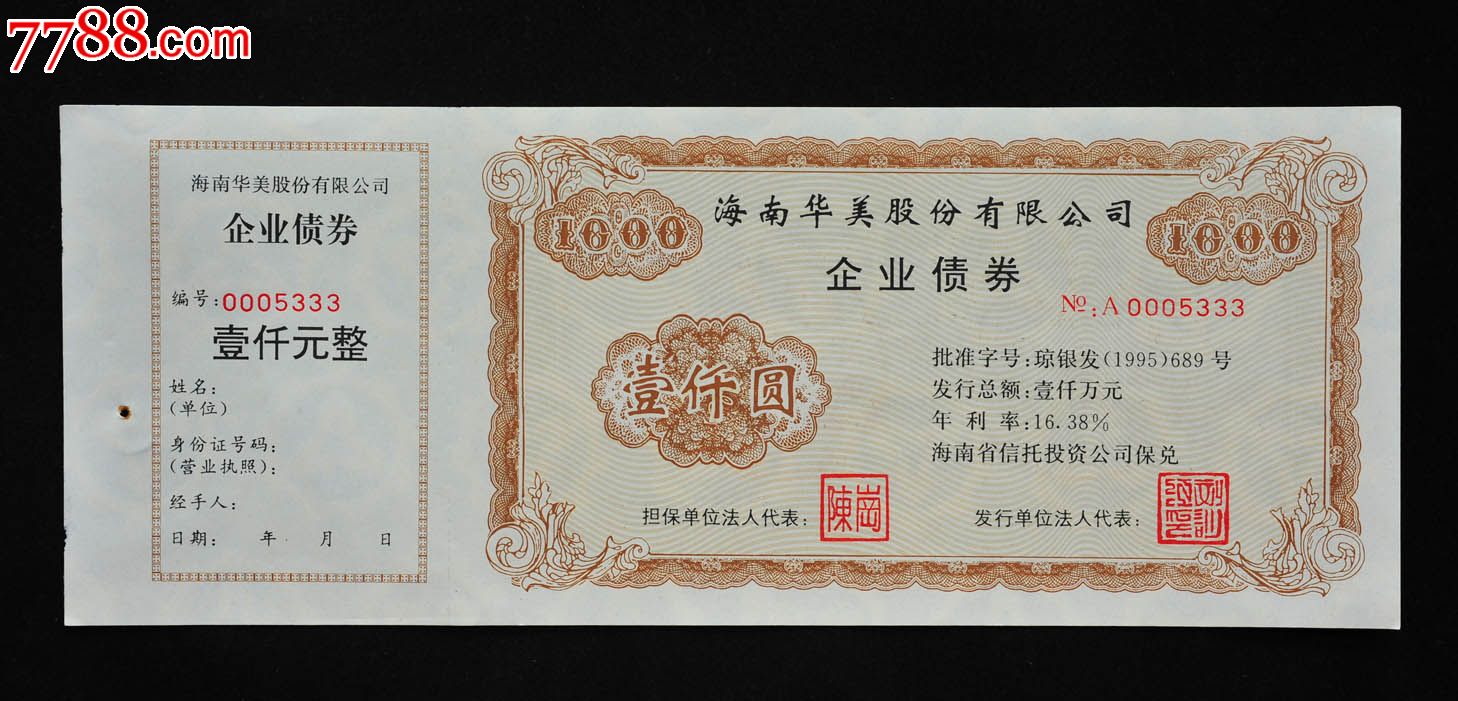 7788.com
海南华美股份有限公司
企业债券
编号:0005333
壹仟元整
姓名:
(单位)
身份证号码:
(营业执照):
经手人:
日期: 年 月 日
1000
海南华美股份有限公司
1000
企业债券
№:A 0005333
壹仟圆
批准字号:琼银发(1995)689号
发行总额:壹仟万元
年利率:16.38%
海南省信托投资公司保兑
担保单位法人代表:
陳崗
发行单位法人代表: